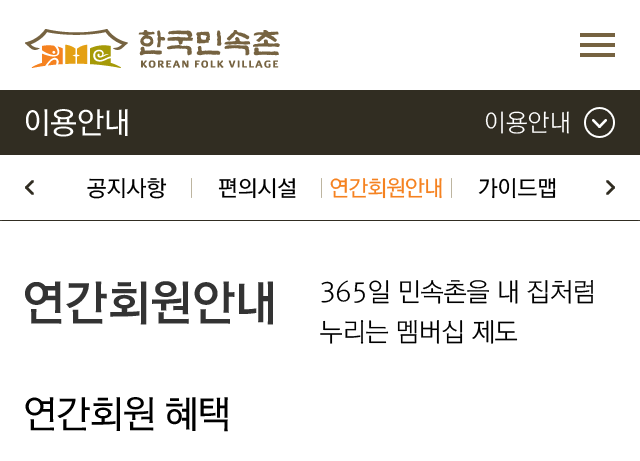 한국민속촌
KOREAN FOLK VILLAGE
이용안내
이용안내
공지사항 편의시설 연간회원안내 가이드맵
연간회원안내
365일 민속촌을 내 집처럼
누리는 멤버십 제도
연간회원 혜택